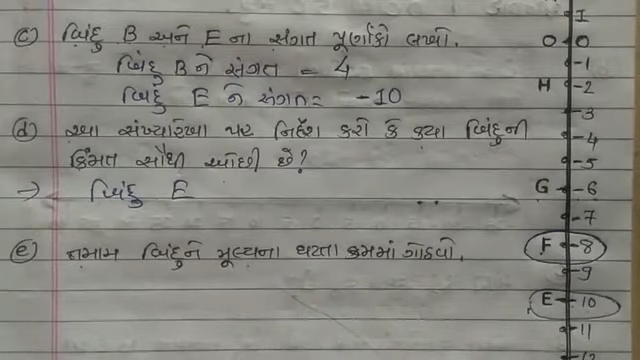 c) બિંદુ B અને E ના સંગત પૂર્ણાંકો લખો.
બિંદુ B ને સંગત = 4
બિંદુ E ને સંગત = -10
d) આ સંખ્યારેખા પર નિર્દેશ કરો કે કયા બિંદુની
કિંમત સૌથી ઓછી છે?
→ બિંદુ E
e) તમામ બિંદુને મૂલ્યના ઘટતા ક્રમમાં ગોઠવો.
I
O 0
-1
H -2
-3
-4
-5
G -6
-7
F -8
-9
E -10
-11
-12